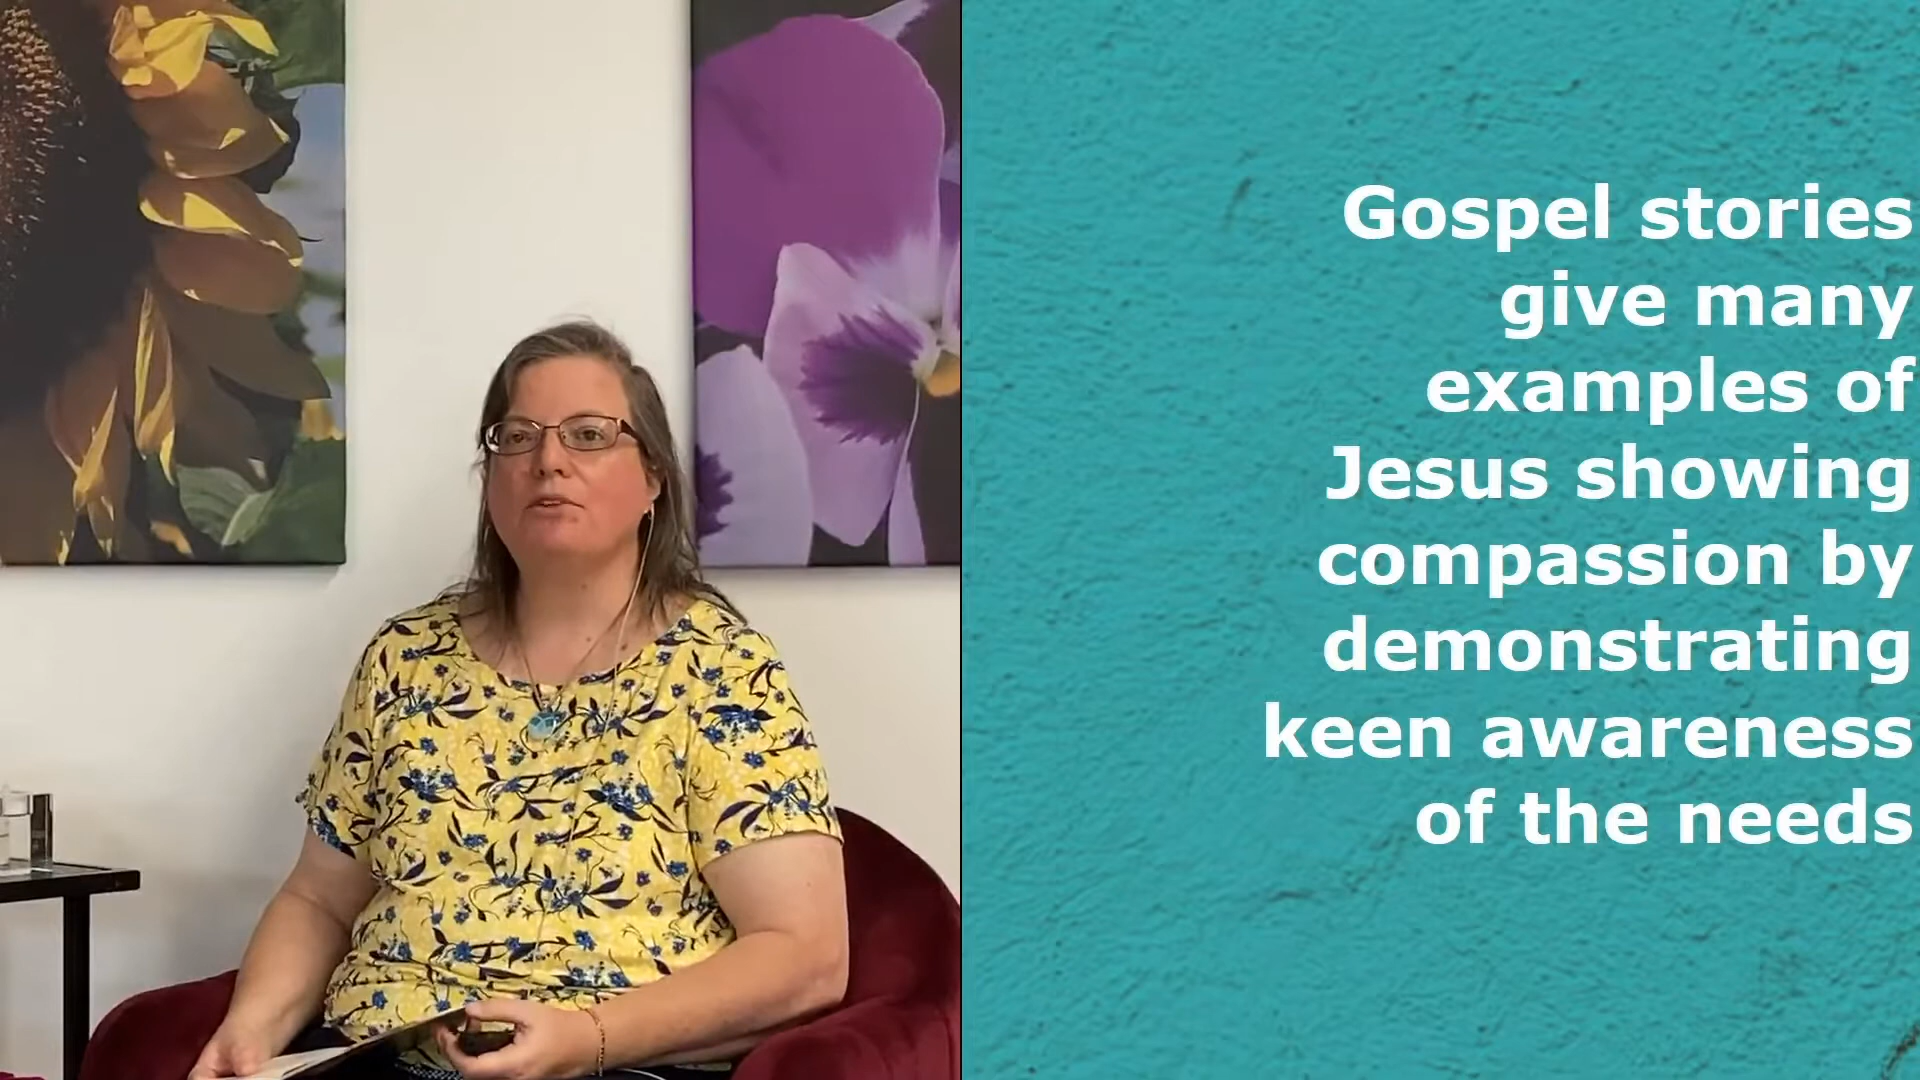 Gospel stories
give many
examples of
Jesus showing
compassion by
demonstrating
keen awareness
of the needs